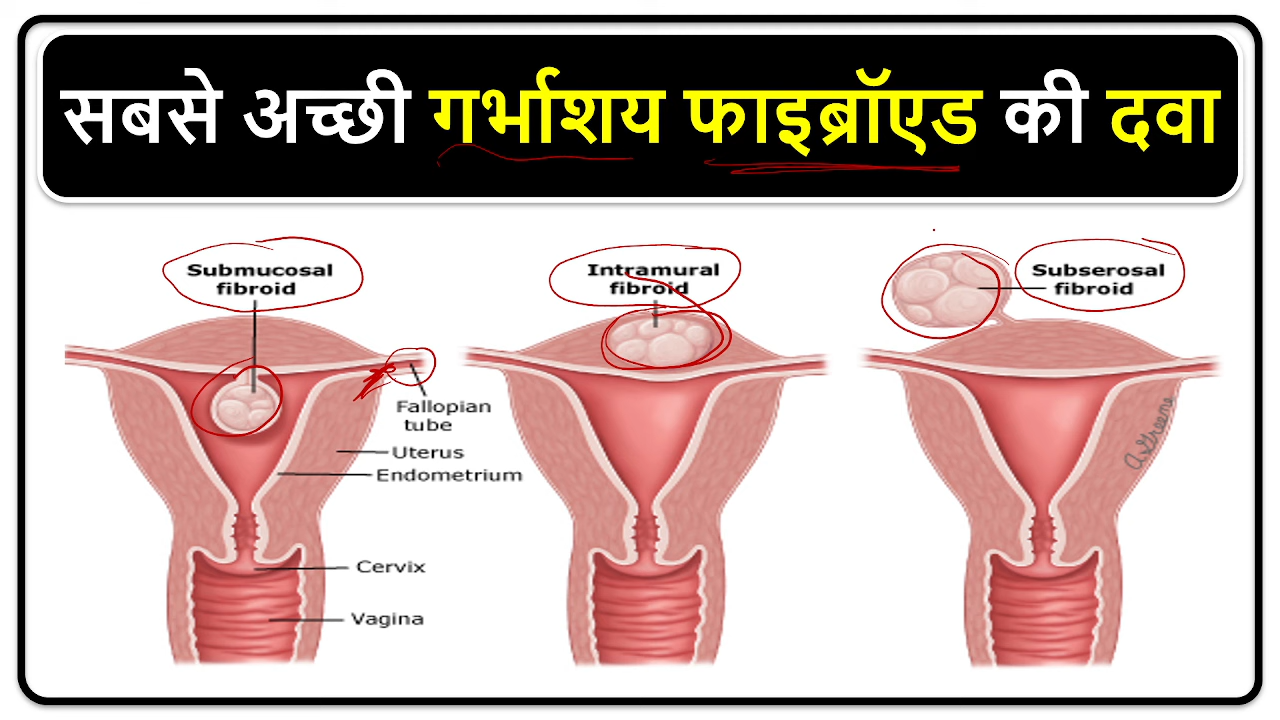 सबसे अच्छी गर्भाशय फाइब्रॉएड की दवा
Submucosal
fibroid
Intramural
fibroid
Subserosal
fibroid
Fallopian
tube
Uterus
Endometrium
Cervix
Vagina
A.Greene